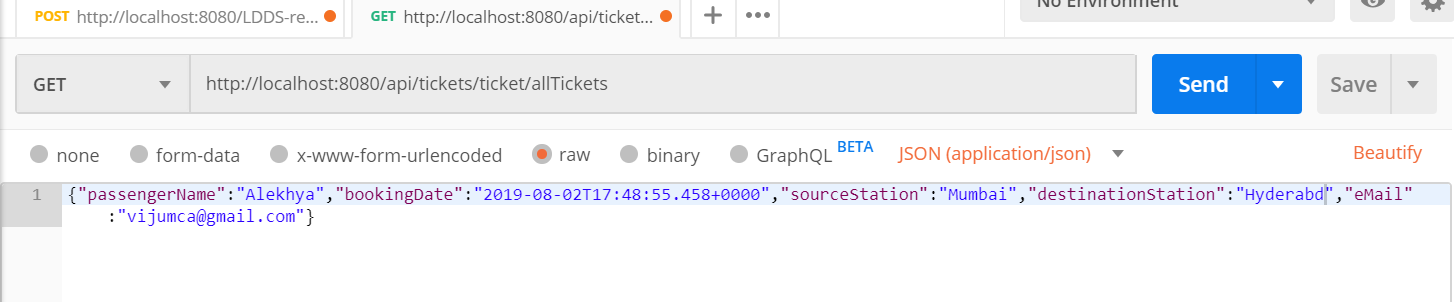 POST http://localhost:8080/LDDS-re... GET http://localhost:8080/api/ticket... + ••• No Environment
GET http://localhost:8080/api/tickets/ticket/allTickets Send Save
none form-data x-www-form-urlencoded raw binary GraphQL BETA JSON (application/json) Beautify
1 {"passengerName":"Alekhya","bookingDate":"2019-08-02T17:48:55.458+0000","sourceStation":"Mumbai","destinationStation":"Hyderabd","eMail"
:"vijumca@gmail.com"}